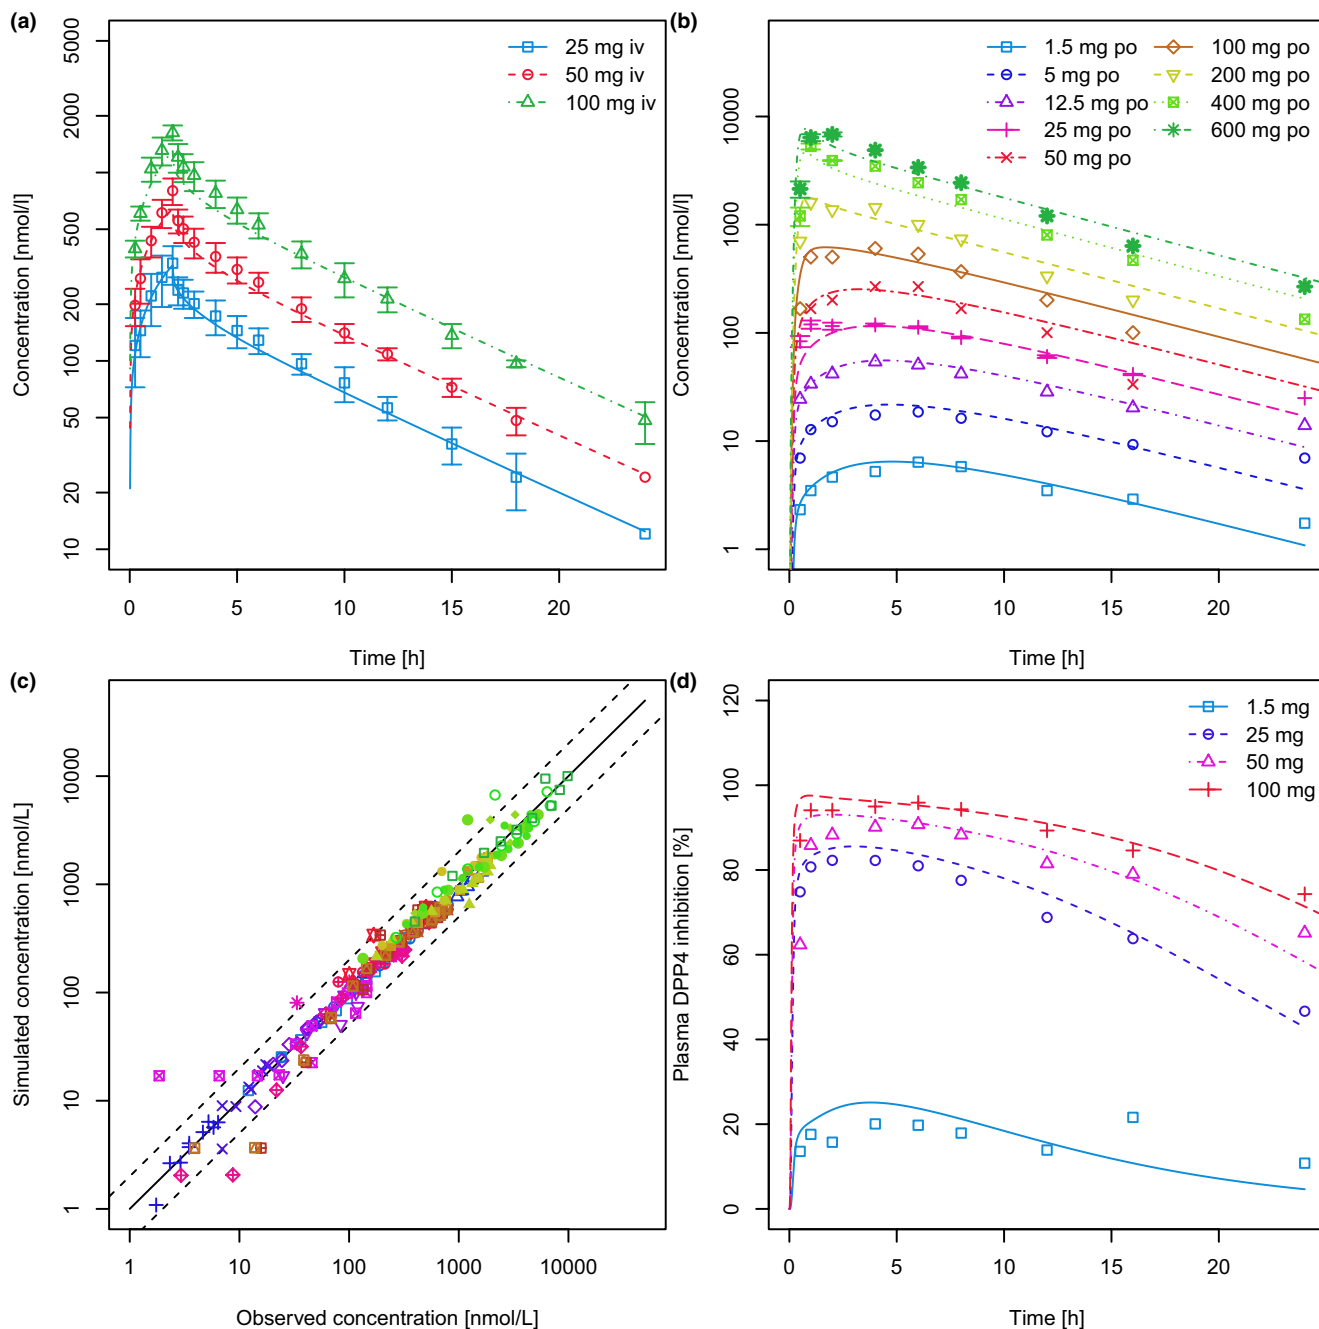 (a)
5000
2000
500
200
100
50
20
10
Concentration [nmol/l]
25 mg iv
50 mg iv
100 mg iv
0
5
10
15
20
Time [h]
(b)
10000
1000
100
10
1
Concentration [nmol/l]
1.5 mg po
5 mg po
12.5 mg po
25 mg po
50 mg po
100 mg po
200 mg po
400 mg po
600 mg po
0
5
10
15
20
Time [h]
(c)
10000
1000
100
10
1
Simulated concentration [nmol/L]
1
10
100
1000
10000
Observed concentration [nmol/L]
(d)
120
100
80
60
40
20
0
Plasma DPP4 inhibition [%]
1.5 mg
25 mg
50 mg
100 mg
0
5
10
15
20
Time [h]